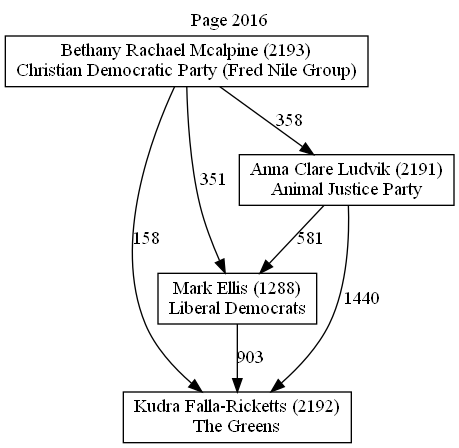 Page 2016
Bethany Rachael Mcalpine (2193)
Christian Democratic Party (Fred Nile Group)
358
Anna Clare Ludvik (2191)
Animal Justice Party
351
158
581
Mark Ellis (1288)
Liberal Democrats
1440
903
Kudra Falla-Ricketts (2192)
The Greens